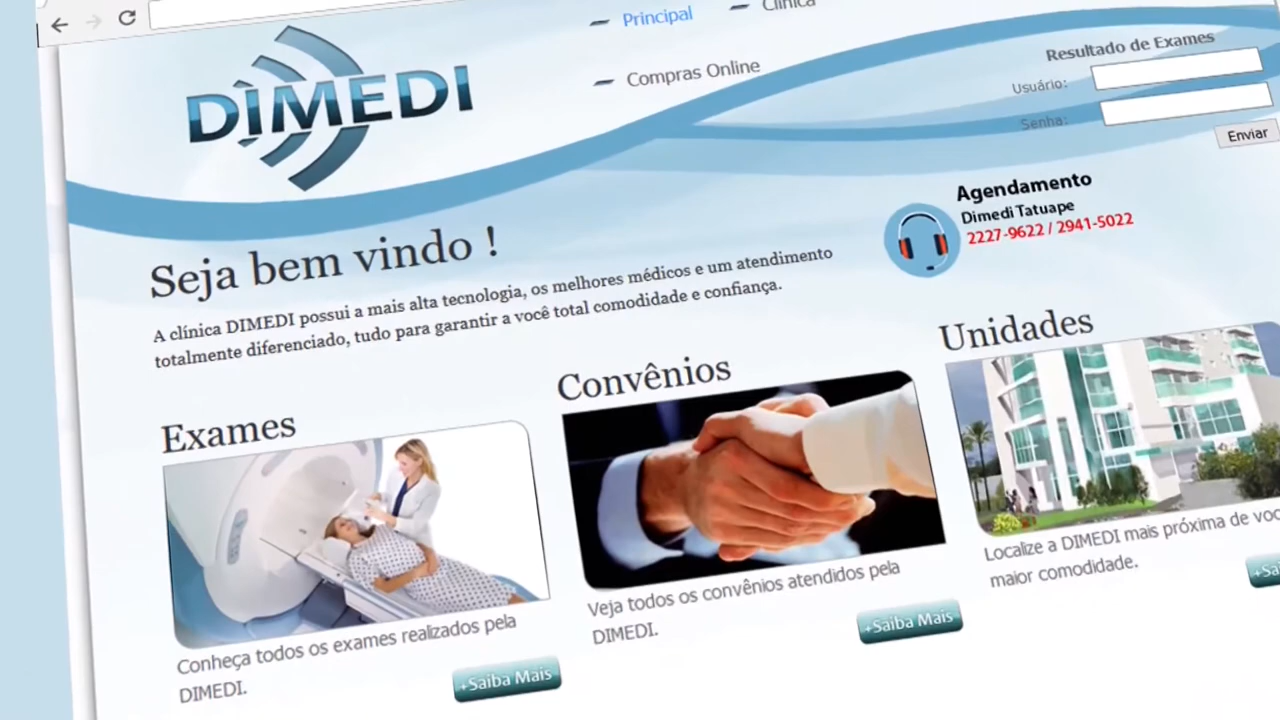 Principal
Clínica
Compras Online
DIMEDI
Resultado de Exames
Usuário:
Senha:
Enviar
Agendamento
Dimedi Tatuape
2227-9622 / 2941-5022
Seja bem vindo !
A clínica DIMEDI possui a mais alta tecnologia, os melhores médicos e um atendimento
totalmente diferenciado, tudo para garantir a você total comodidade e confiança.
Exames
Conheça todos os exames realizados pela
DIMEDI.
+Saiba Mais
Convênios
Veja todos os convênios atendidos pela
DIMEDI.
+Saiba Mais
Unidades
Localize a DIMEDI mais próxima de
maior comodidade.